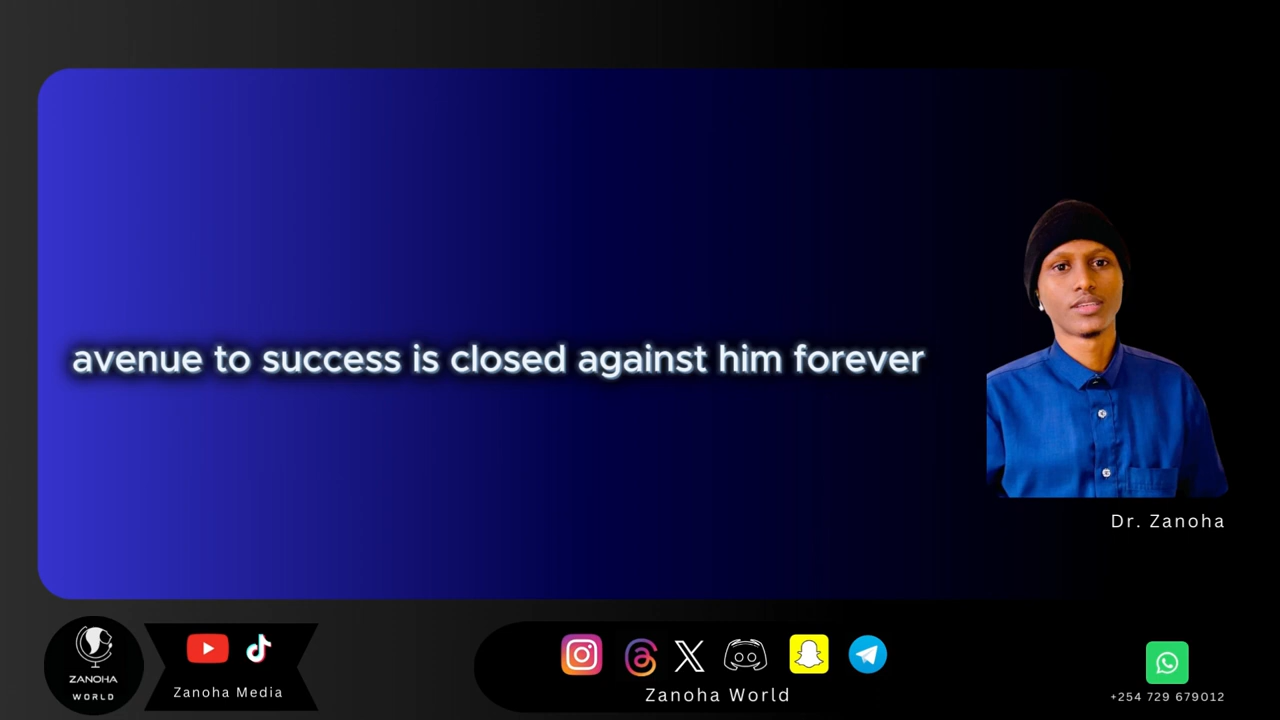 avenue to success is closed against him forever
Dr. Zanoha
ZANOHA
WORLD
Zanoha Media
Zanoha World
+254 729 679012